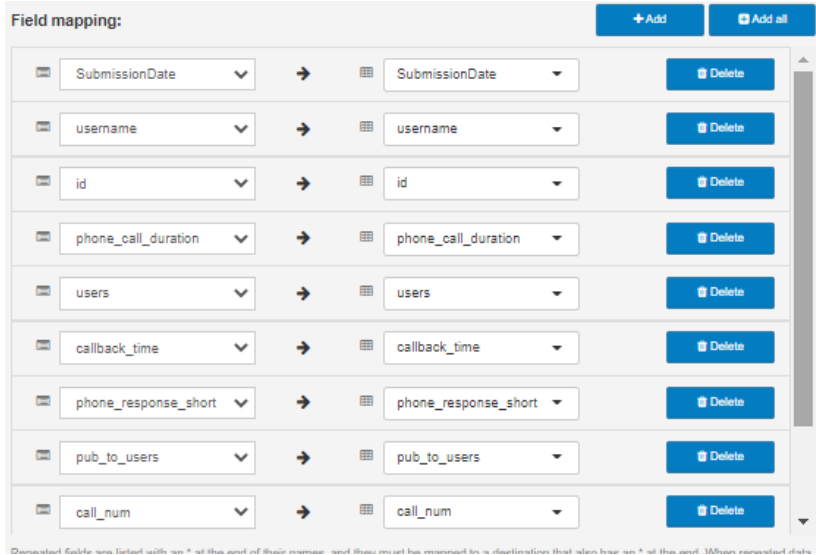 Field mapping:
Add
Add all
SubmissionDate SubmissionDate Delete
username username Delete
id id Delete
phone_call_duration phone_call_duration Delete
users users Delete
callback_time callback_time Delete
phone_response_short phone_response_short Delete
pub_to_users pub_to_users Delete
call_num call_num Delete
Repeated fields are listed with an * at the end of their names, and they must be mapped to a destination that also has an * at the end. When repeated data